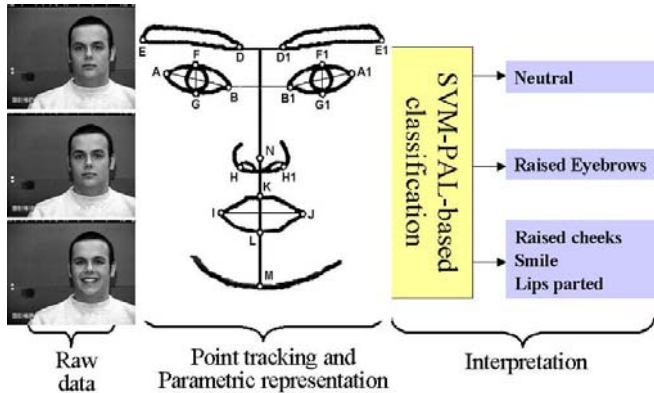 E
D
D1
E1
F
F1
A
A1
B
B1
G
G1
N
H
H1
K
I
J
L
M
SVM-PAL-based
classification
Neutral
Raised Eyebrows
Raised cheeks
Smile
Lips parted
Raw
data
Point tracking and
Parametric representation
Interpretation